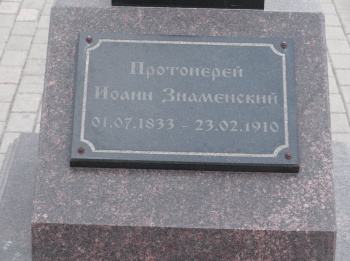 Протоиерей
Иоанн Знаменский
01.07.1833 - 23.02.1910